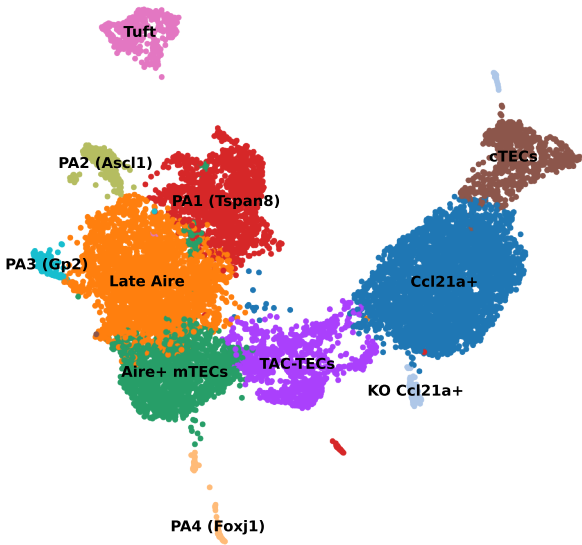 Tuft
cTECs
PA2 (Ascl1)
PA1 (Tspan8)
PA3 (Gp2)
Late Aire
Ccl21a+
TAC-TECs
Aire+ mTECs
KO Ccl21a+
PA4 (Foxj1)